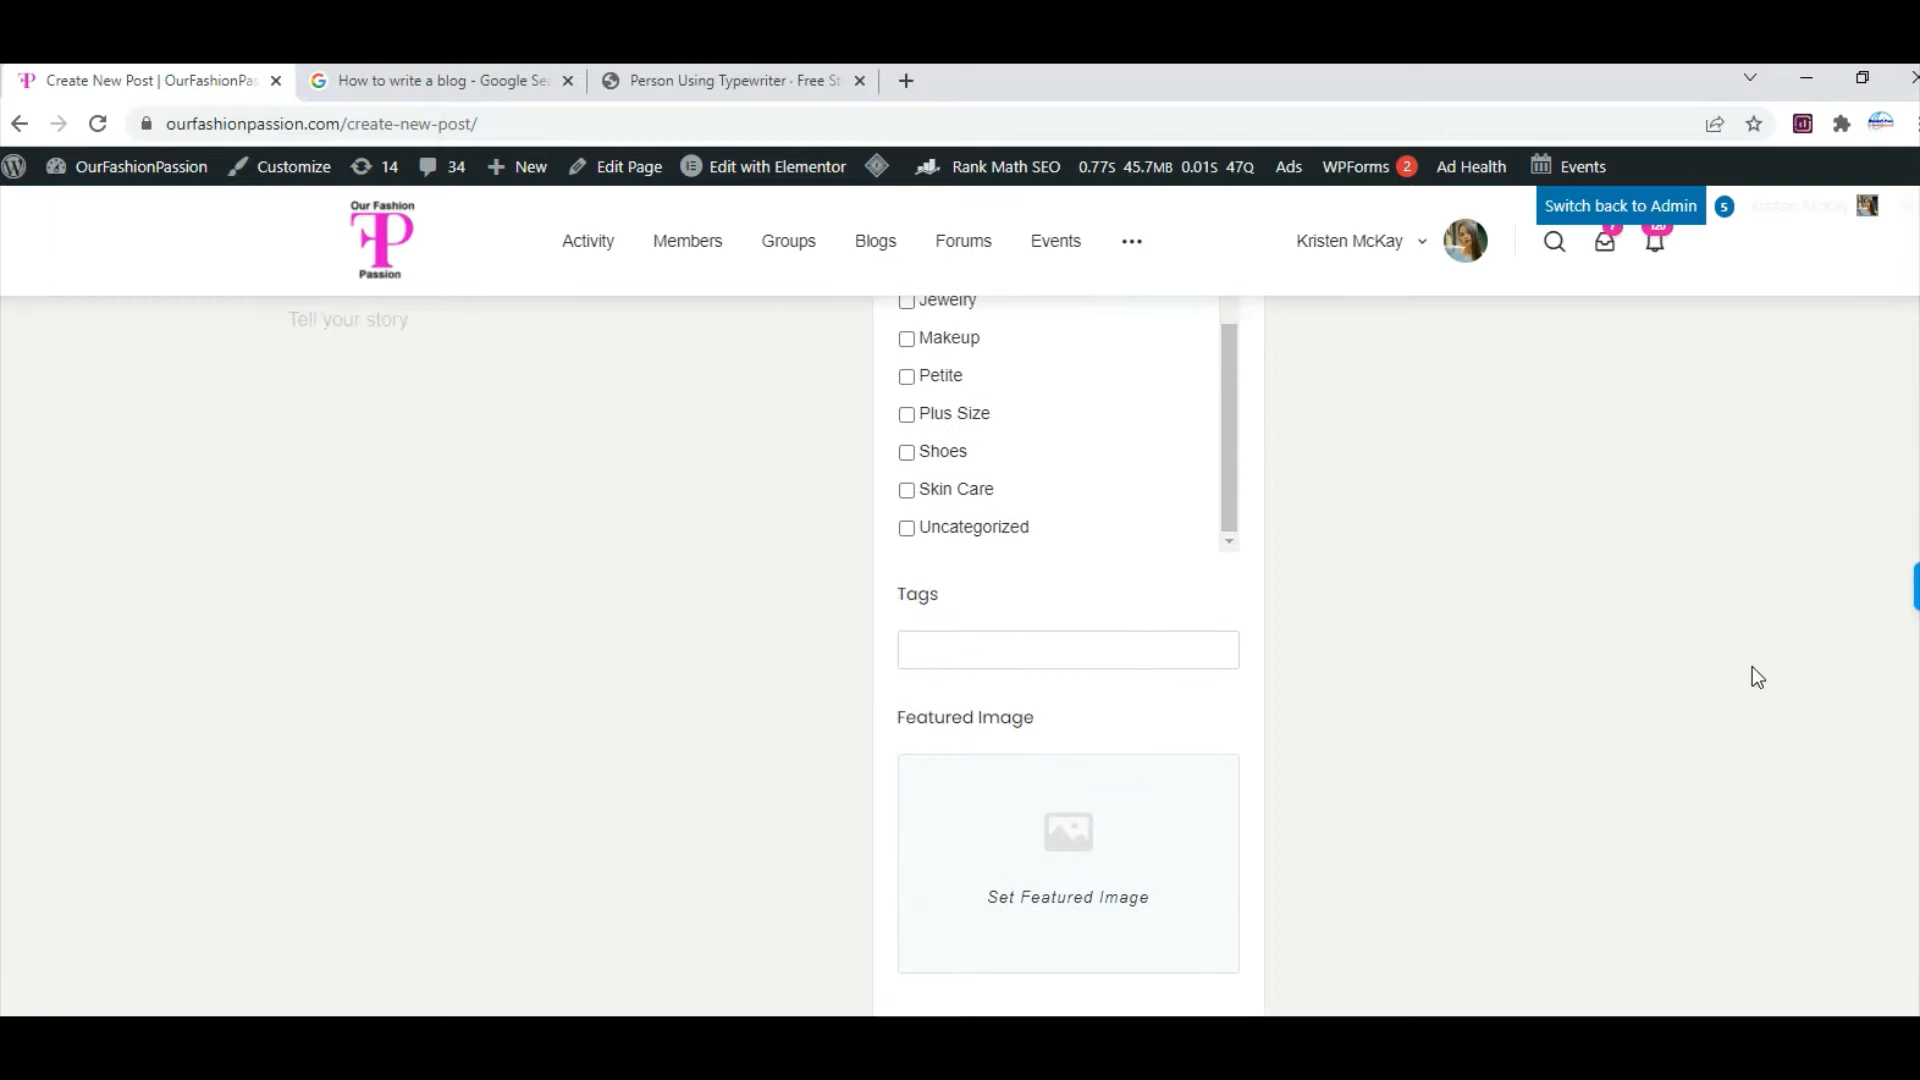 Create New Post | OurFashionPas
How to write a blog - Google Se
Person Using Typewriter · Free St
ourfashionpassion.com/create-new-post/
OurFashionPassion Customize 14 34 New Edit Page Edit with Elementor Rank Math SEO 0.77S 45.7MB 0.01S 47Q Ads WPForms 2 Ad Health Events
Switch back to Admin 5
Our Fashion
FP
Passion
Activity Members Groups Blogs Forums Events ••• Kristen McKay
Tell your story
Jewelry
Makeup
Petite
Plus Size
Shoes
Skin Care
Uncategorized
Tags
Featured Image
Set Featured Image